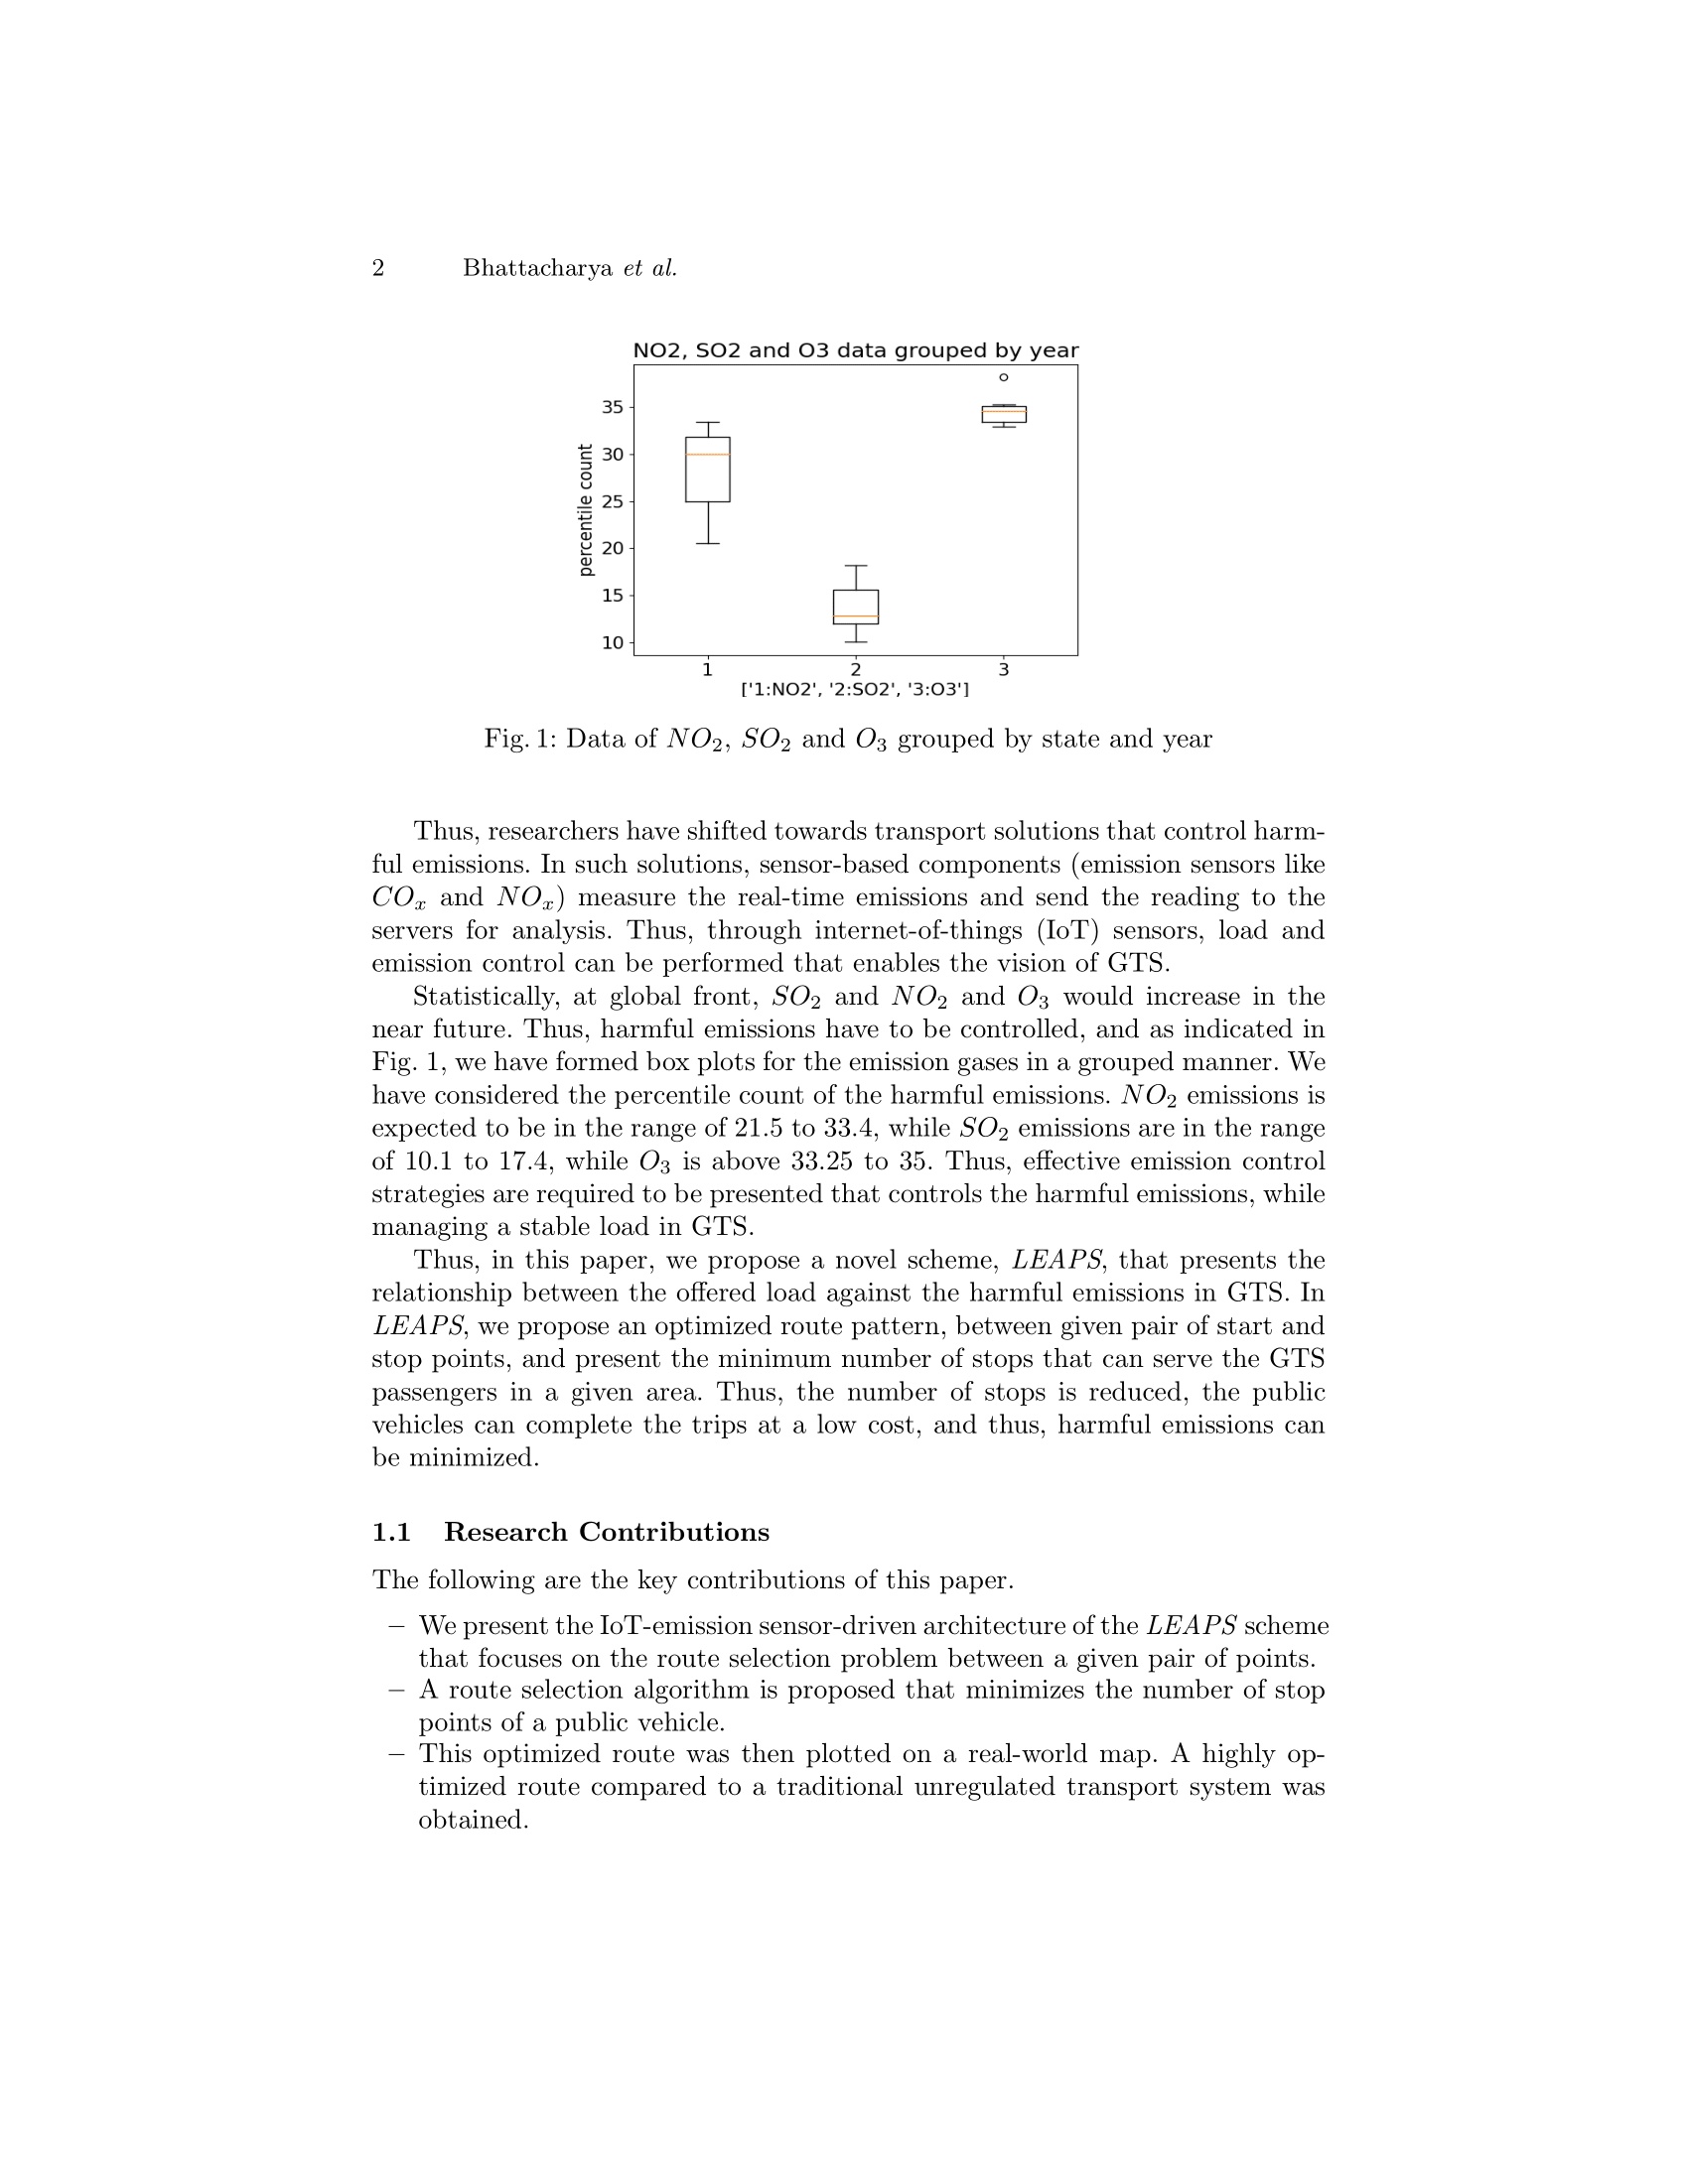 2 Bhattacharya et al.
NO2, SO2 and O3 data grouped by year
percentile count
35
30
25
20
15
10
1 2 3
['1:NO2', '2:SO2', '3:O3']
Fig. 1: Data of NO₂, SO₂ and O₃ grouped by state and year
Thus, researchers have shifted towards transport solutions that control harm-
ful emissions. In such solutions, sensor-based components (emission sensors like
COₓ and NOₓ) measure the real-time emissions and send the reading to the
servers for analysis. Thus, through internet-of-things (IoT) sensors, load and
emission control can be performed that enables the vision of GTS.
Statistically, at global front, SO₂ and NO₂ and O₃ would increase in the
near future. Thus, harmful emissions have to be controlled, and as indicated in
Fig. 1, we have formed box plots for the emission gases in a grouped manner. We
have considered the percentile count of the harmful emissions. NO₂ emissions is
expected to be in the range of 21.5 to 33.4, while SO₂ emissions are in the range
of 10.1 to 17.4, while O₃ is above 33.25 to 35. Thus, effective emission control
strategies are required to be presented that controls the harmful emissions, while
managing a stable load in GTS.
Thus, in this paper, we propose a novel scheme, LEAPS, that presents the
relationship between the offered load against the harmful emissions in GTS. In
LEAPS, we propose an optimized route pattern, between given pair of start and
stop points, and present the minimum number of stops that can serve the GTS
passengers in a given area. Thus, the number of stops is reduced, the public
vehicles can complete the trips at a low cost, and thus, harmful emissions can
be minimized.
1.1 Research Contributions
The following are the key contributions of this paper.
– We present the IoT-emission sensor-driven architecture of the LEAPS scheme
that focuses on the route selection problem between a given pair of points.
– A route selection algorithm is proposed that minimizes the number of stop
points of a public vehicle.
– This optimized route was then plotted on a real-world map. A highly op-
timized route compared to a traditional unregulated transport system was
obtained.